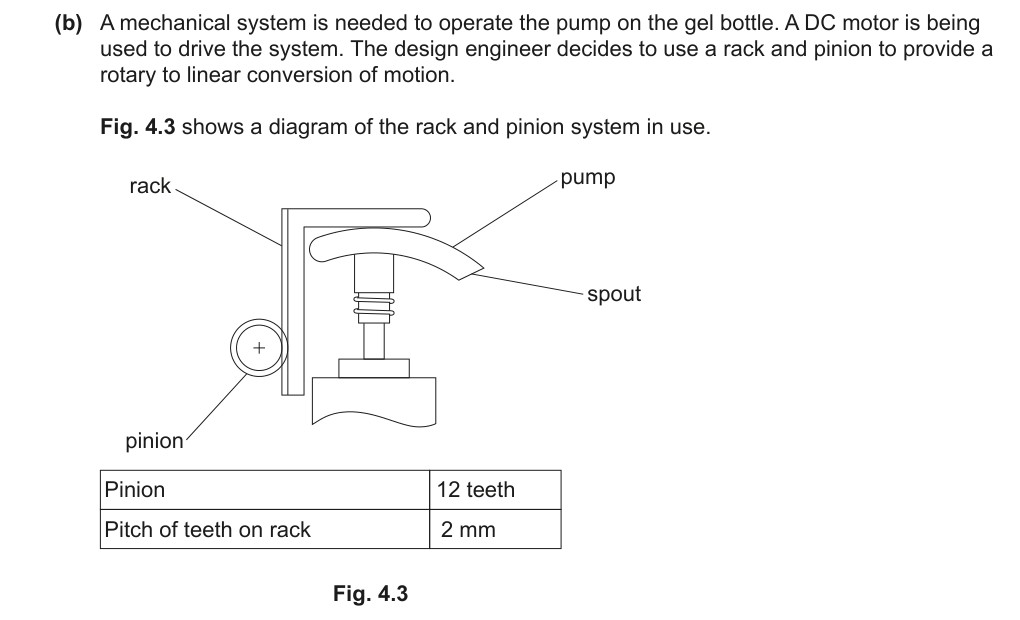 (b) A mechanical system is needed to operate the pump on the gel bottle. A DC motor is being
used to drive the system. The design engineer decides to use a rack and pinion to provide a
rotary to linear conversion of motion.
Fig. 4.3 shows a diagram of the rack and pinion system in use.
rack
pump
spout
pinion
Pinion 12 teeth
Pitch of teeth on rack 2 mm
Fig. 4.3